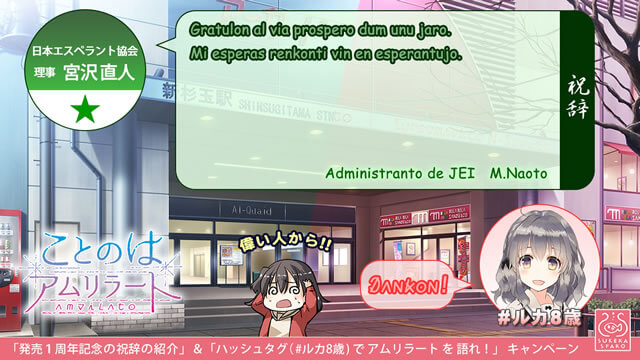 日本エスペラント協会
理事 宮沢直人
Gratulon al via prospero dum unu jaro.
Mi esperas renkonti vin en esperantujo.
祝辞
Administranto de JEI M.Naoto
新杉玉駅 SHINSUGITAMA STN
Al-Quaid
ことのは
アムリラート
偉い人から!!
Dankon!
#ルカ8歳
SUKERA
SPARO
「発売1周年記念の祝辞の紹介」&「ハッシュタグ(#ルカ8歳)でアムリラートを語れ!」キャンペーン